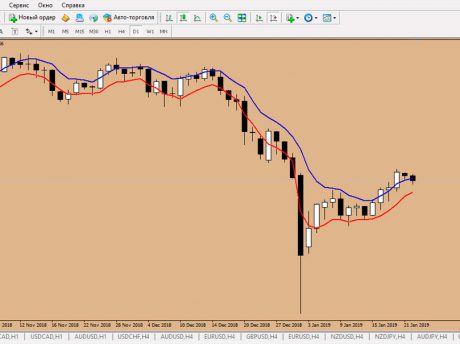 Сервис Окно Справка
Новый ордер Авто-торговля
M1 M5 M15 M30 H1 H4 D1 W1 MN
2018 12 Nov 2018 16 Nov 2018 22 Nov 2018 28 Nov 2018 4 Dec 2018 10 Dec 2018 14 Dec 2018 20 Dec 2018 27 Dec 2018 3 Jan 2019 9 Jan 2019 15 Jan 2019 21 Jan 2019
CAD,H1 USDCAD,H1 AUDUSD,H1 USDCHF,H4 AUDUSD,H4 EURUSD,H4 GBPUSD,H4 EURUSD,H4 NZDUSD,H4 NZDJPY,H4 AUDJPY,H4